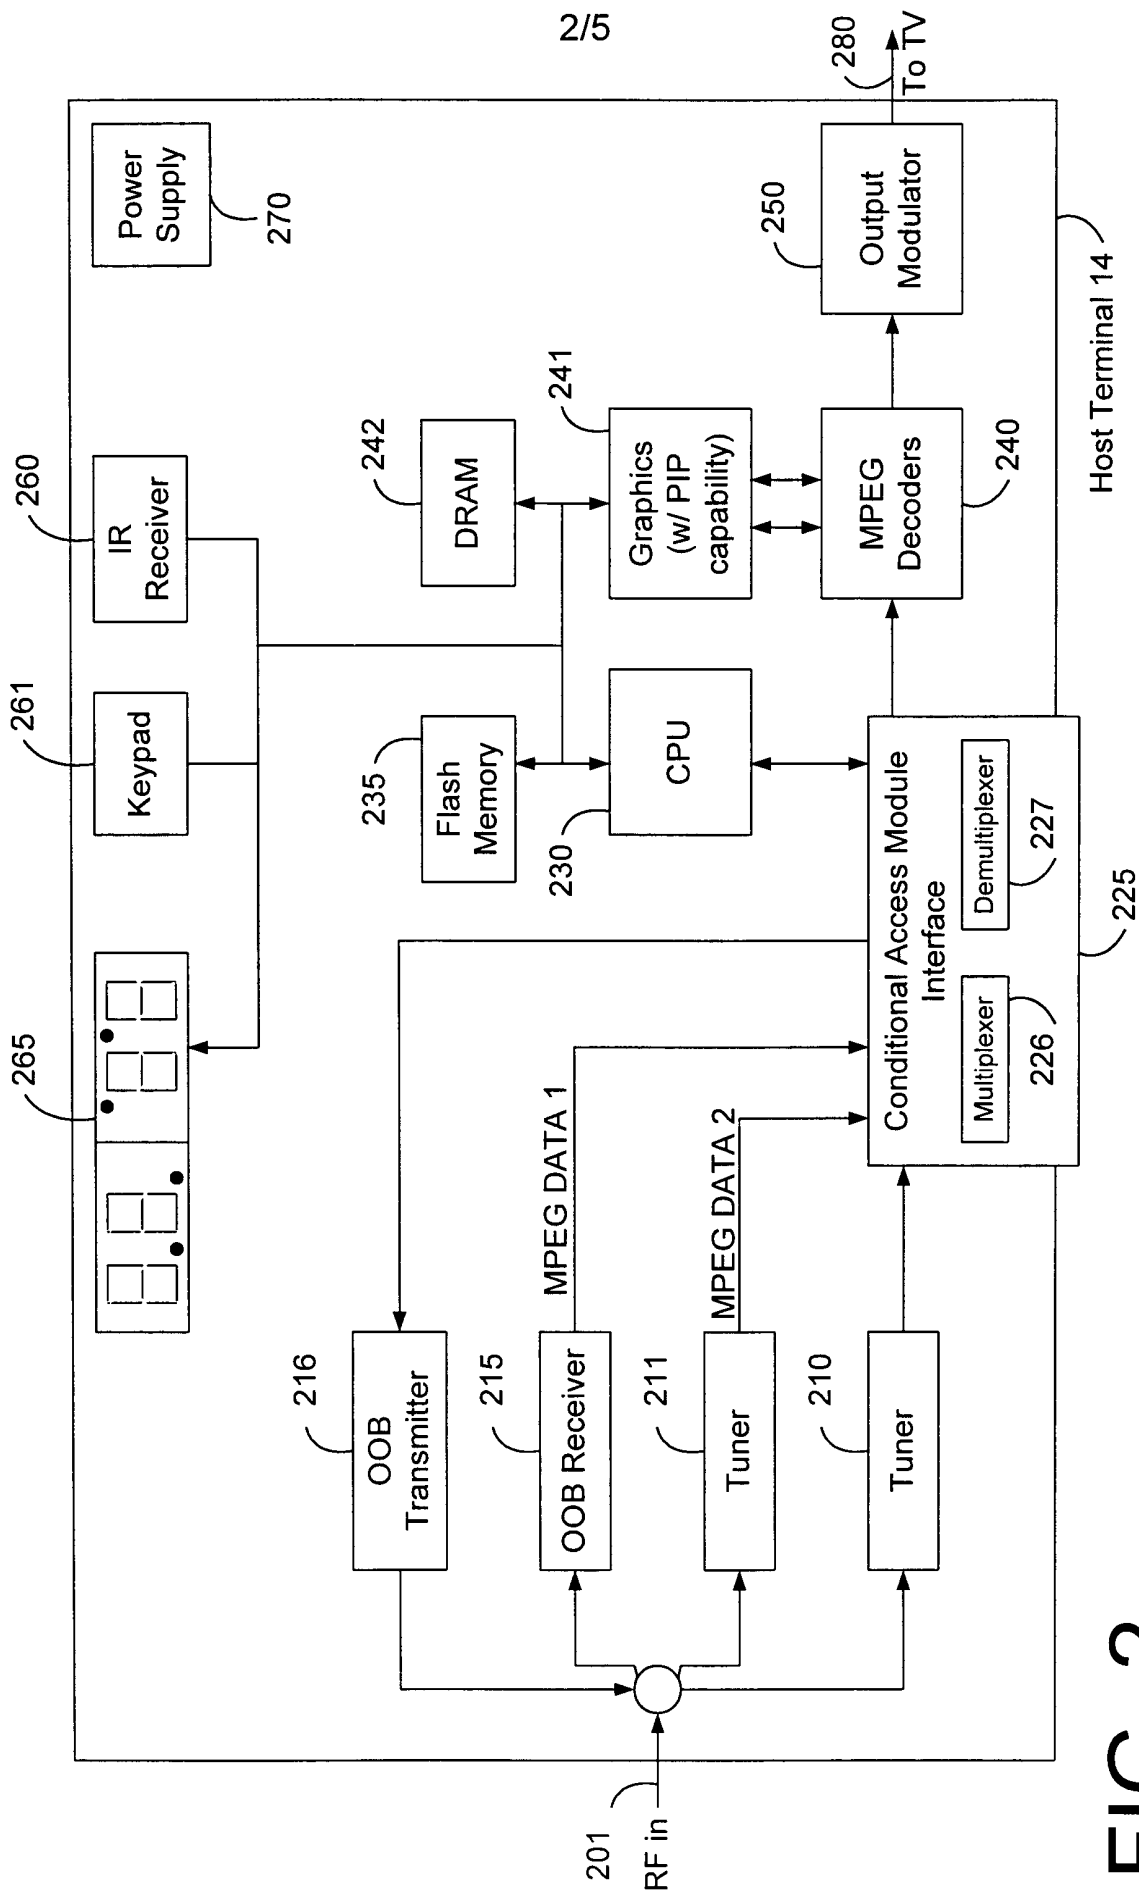 2/5
265
261
Keypad
260
IR
Receiver
Power
Supply
270
216
OOB
Transmitter
215
OOB Receiver
MPEG DATA 1
211
Tuner
MPEG DATA 2
210
Tuner
201
RF in
235
Flash
Memory
230
CPU
242
DRAM
241
Graphics
(w/ PIP
capability)
MPEG
Decoders
240
250
Output
Modulator
280
To TV
Conditional Access Module
Interface
Multiplexer
226
Demultiplexer
227
225
Host Terminal 14
FIG. 2